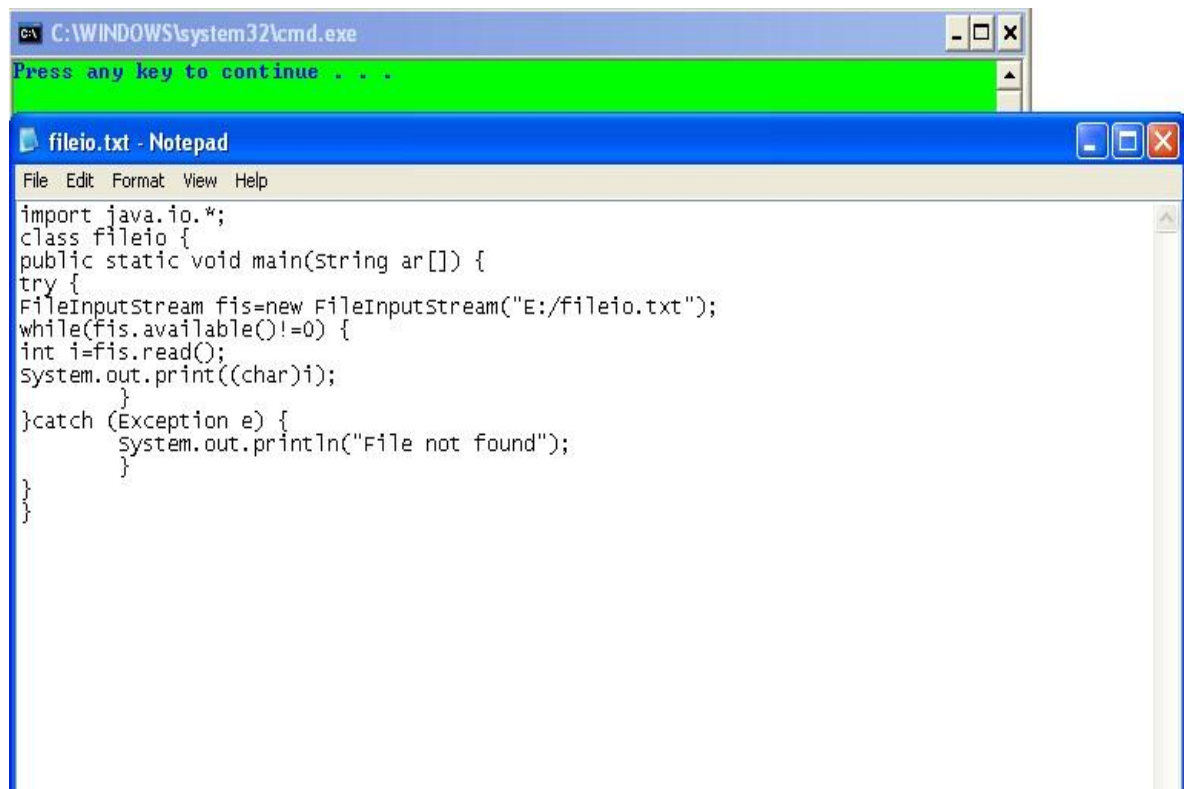 C:\WINDOWS\system32\cmd.exe
Press any key to continue . . .
fileio.txt - Notepad
File Edit Format View Help
import java.io.*;
class fileio {
public static void main(String ar[]) {
try {
FileInputStream fis=new FileInputStream("E:/fileio.txt");
while(fis.available()!=0) {
int i=fis.read();
System.out.print((char)i);
}
}catch (Exception e) {
System.out.println("File not found");
}
}
}